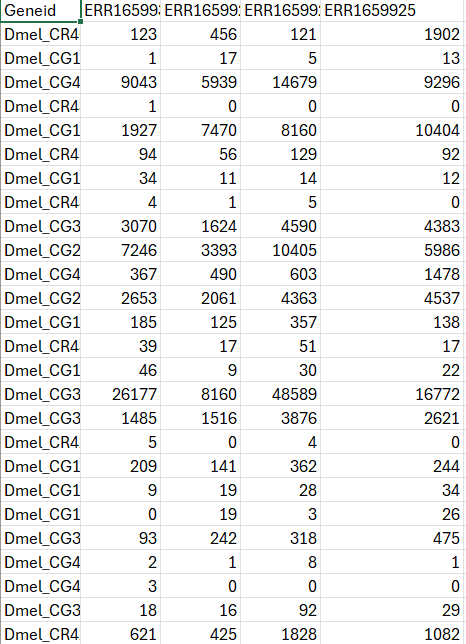 Geneid ERR16599 ERR16599 ERR16599 ERR1659925
Dmel_CR4 123 456 121 1902
Dmel_CG1 1 17 5 13
Dmel_CG4 9043 5939 14679 9296
Dmel_CR4 1 0 0 0
Dmel_CG1 1927 7470 8160 10404
Dmel_CR4 94 56 129 92
Dmel_CG1 34 11 14 12
Dmel_CR4 4 1 5 0
Dmel_CG3 3070 1624 4590 4383
Dmel_CG2 7246 3393 10405 5986
Dmel_CG4 367 490 603 1478
Dmel_CG2 2653 2061 4363 4537
Dmel_CG1 185 125 357 138
Dmel_CR4 39 17 51 17
Dmel_CG1 46 9 30 22
Dmel_CG3 26177 8160 48589 16772
Dmel_CG3 1485 1516 3876 2621
Dmel_CR4 5 0 4 0
Dmel_CG1 209 141 362 244
Dmel_CG1 9 19 28 34
Dmel_CG1 0 19 3 26
Dmel_CG3 93 242 318 475
Dmel_CG4 2 1 8 1
Dmel_CG4 3 0 0 0
Dmel_CG3 18 16 92 29
Dmel_CR4 621 425 1828 1082